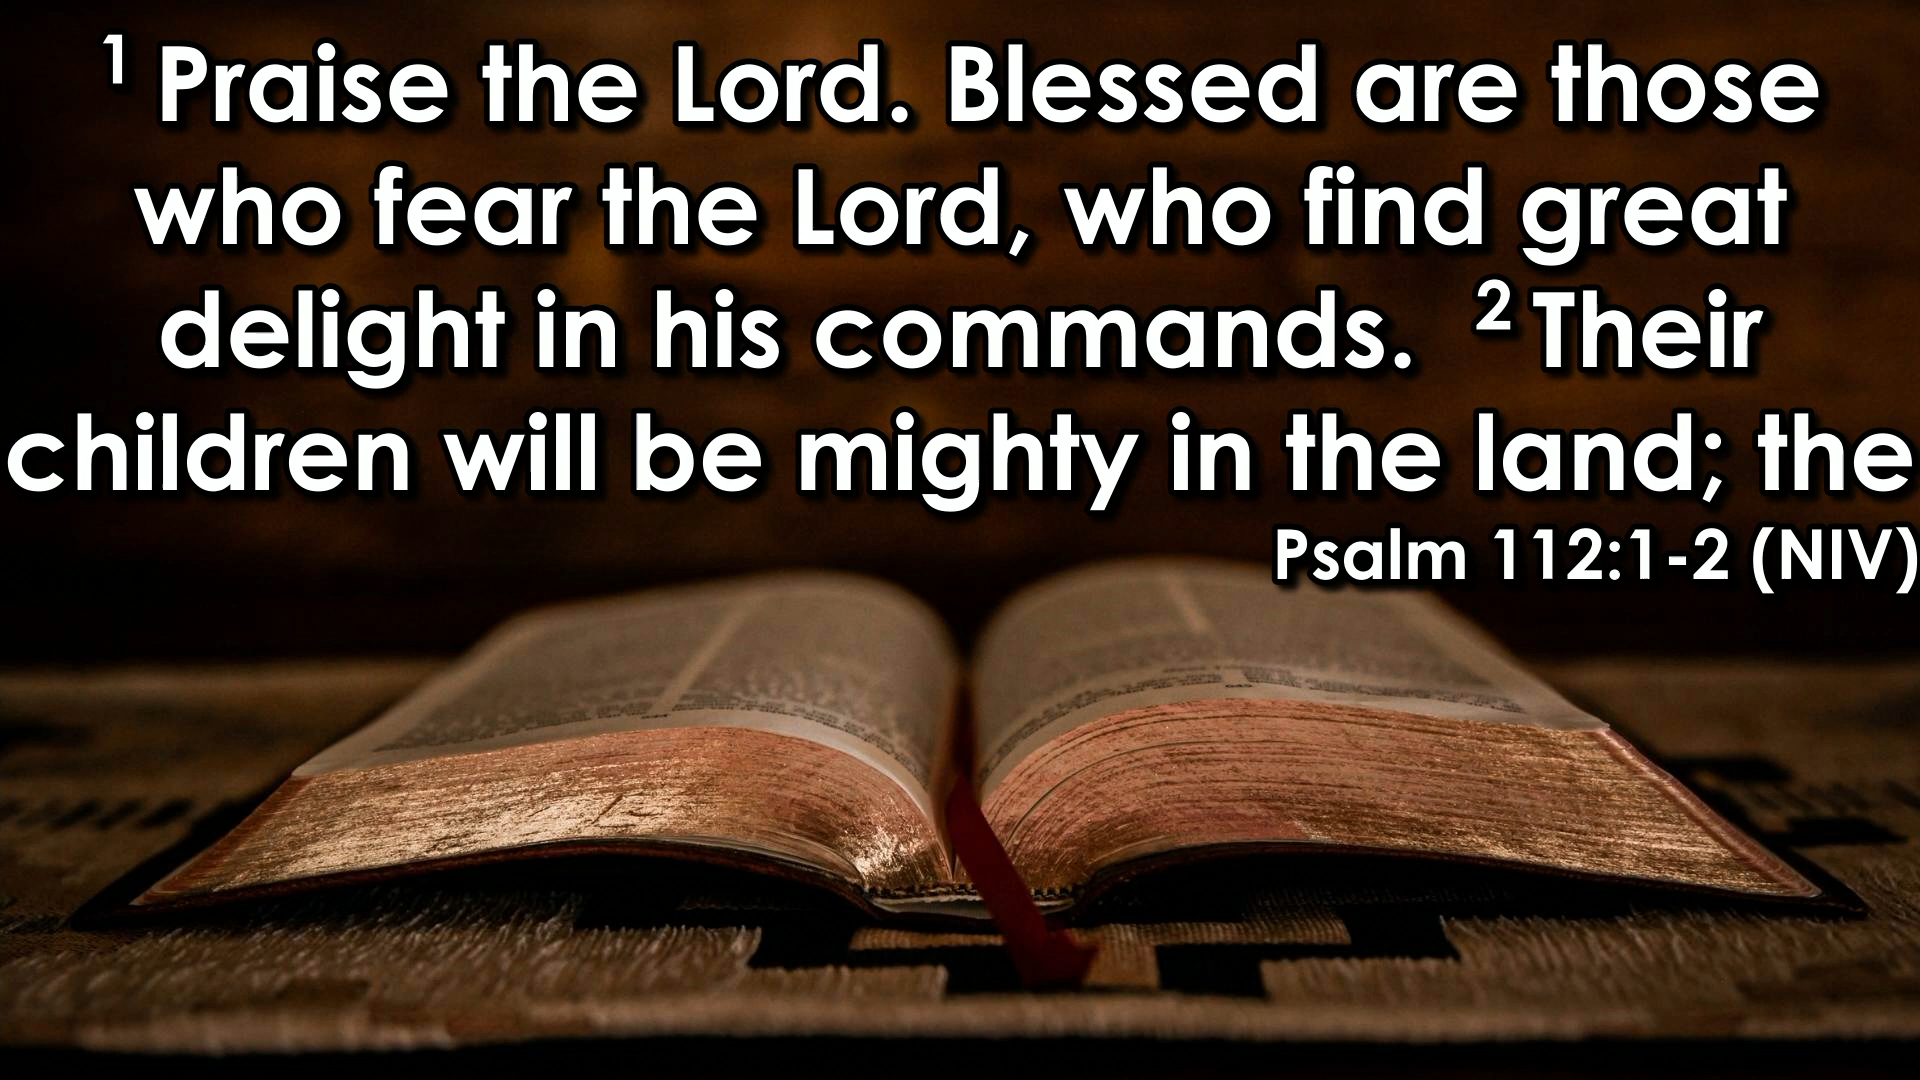 ¹ Praise the Lord. Blessed are those
who fear the Lord, who find great
delight in his commands. ² Their
children will be mighty in the land; the
Psalm 112:1-2 (NIV)